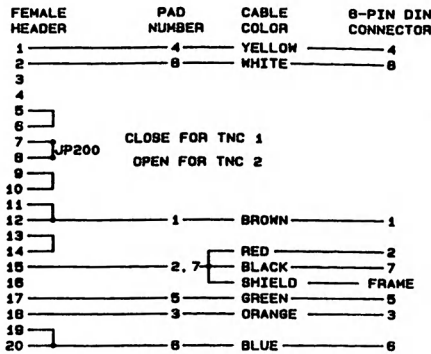 FEMALE HEADER PAD NUMBER CABLE COLOR 8-PIN DIN CONNECTOR
1 4 YELLOW 4
2 8 WHITE 8
3
4
5
6
7 JP200 CLOSE FOR TNC 1
8 OPEN FOR TNC 2
9
10
11
12 1 BROWN 1
13
14 RED 2
15 2, 7 BLACK 7
16 SHIELD FRAME
17 5 GREEN 5
18 3 ORANGE 3
19
20 6 BLUE 6